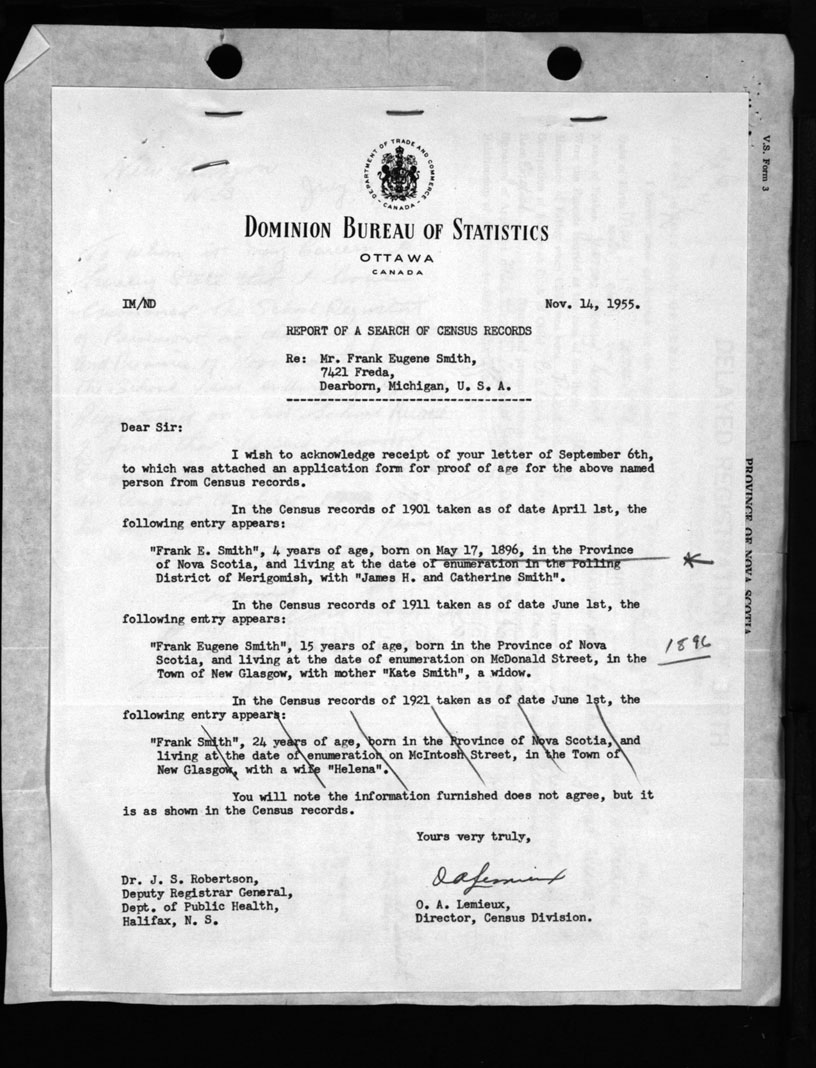 DEPARTMENT OF TRADE AND COMMERCE
CANADA
DOMINION BUREAU OF STATISTICS
OTTAWA
CANADA
V.S. Form 3
IM/ND
Nov. 14, 1955.
REPORT OF A SEARCH OF CENSUS RECORDS
Re: Mr. Frank Eugene Smith,
7421 Freda,
Dearborn, Michigan, U. S. A.
-----------------------------------
Dear Sir:
I wish to acknowledge receipt of your letter of September 6th,
to which was attached an application form for proof of age for the above named
person from Census records.
In the Census records of 1901 taken as of date April 1st, the
following entry appears:
"Frank E. Smith", 4 years of age, born on May 17, 1896, in the Province
of Nova Scotia, and living at the date of enumeration in the Polling
District of Merigomish, with "James H. and Catherine Smith".
In the Census records of 1911 taken as of date June 1st, the
following entry appears:
"Frank Eugene Smith", 15 years of age, born in the Province of Nova
Scotia, and living at the date of enumeration on McDonald Street, in the
Town of New Glasgow, with mother "Kate Smith", a widow.
1896
In the Census records of 1921 taken as of date June 1st, the
following entry appears:
"Frank Smith", 24 years of age, born in the Province of Nova Scotia, and
living at the date of enumeration on McIntosh Street, in the Town of
New Glasgow, with a wife "Helena".
You will note the information furnished does not agree, but it
is as shown in the Census records.
Yours very truly,
O A Lemieux
Dr. J. S. Robertson,
Deputy Registrar General,
Dept. of Public Health,
Halifax, N. S.
O. A. Lemieux,
Director, Census Division.
PROVINCE OF NOVA SCOTIA